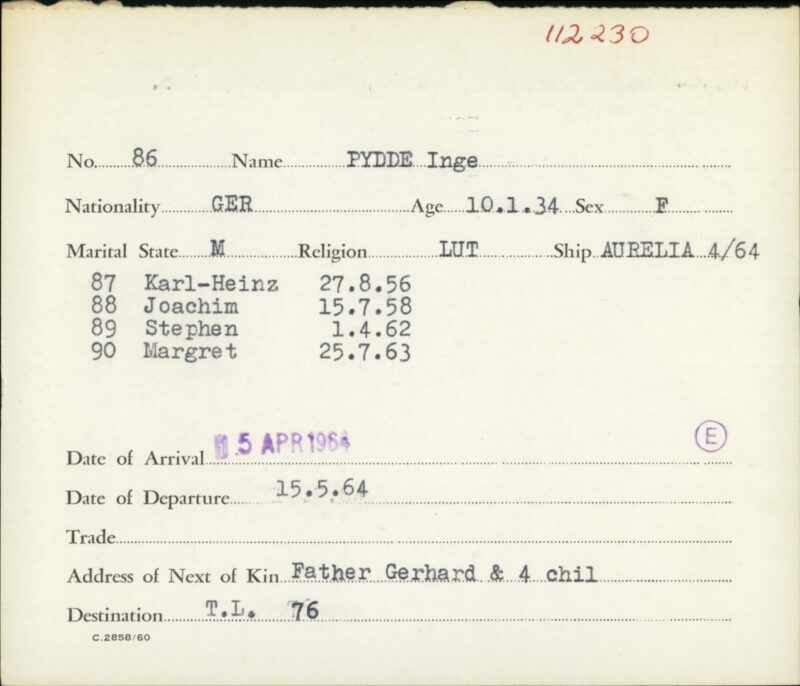 112230
No. 86 Name PYDDE Inge
Nationality GER Age 10.1.34 Sex F
Marital State M Religion LUT Ship AURELIA 4/64
87 Karl-Heinz 27.8.56
88 Joachim 15.7.58
89 Stephen 1.4.62
90 Margret 25.7.63
E
Date of Arrival 15 APR 1964
Date of Departure 15.5.64
Trade
Address of Next of Kin Father Gerhard & 4 chil
Destination T.L. 76
C.2858/60